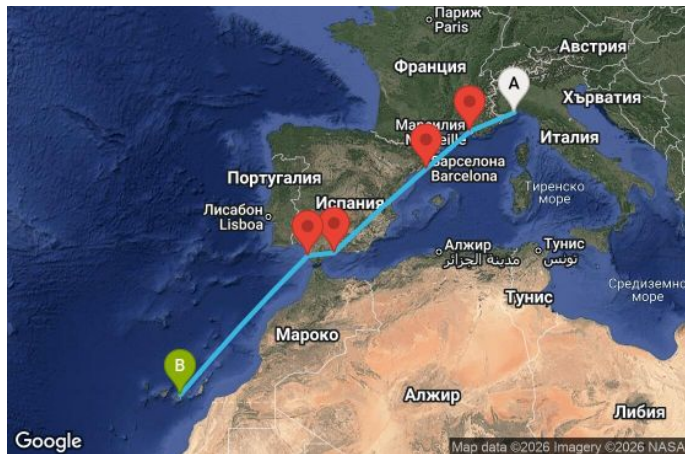 Париж
Paris
Австрия
Франция
A
Хърватия
Марсилия
Италия
Барселона
Barcelona
Португалия
Тиренско
море
Испания
Лисабон
Lisboa
Алжир
مدينة الجزائر
Тунис
تونس
Средиземно
море
Тунис
Мароко
B
Алжир
Либия
Google
Map data ©2026 Imagery ©2026 NASA